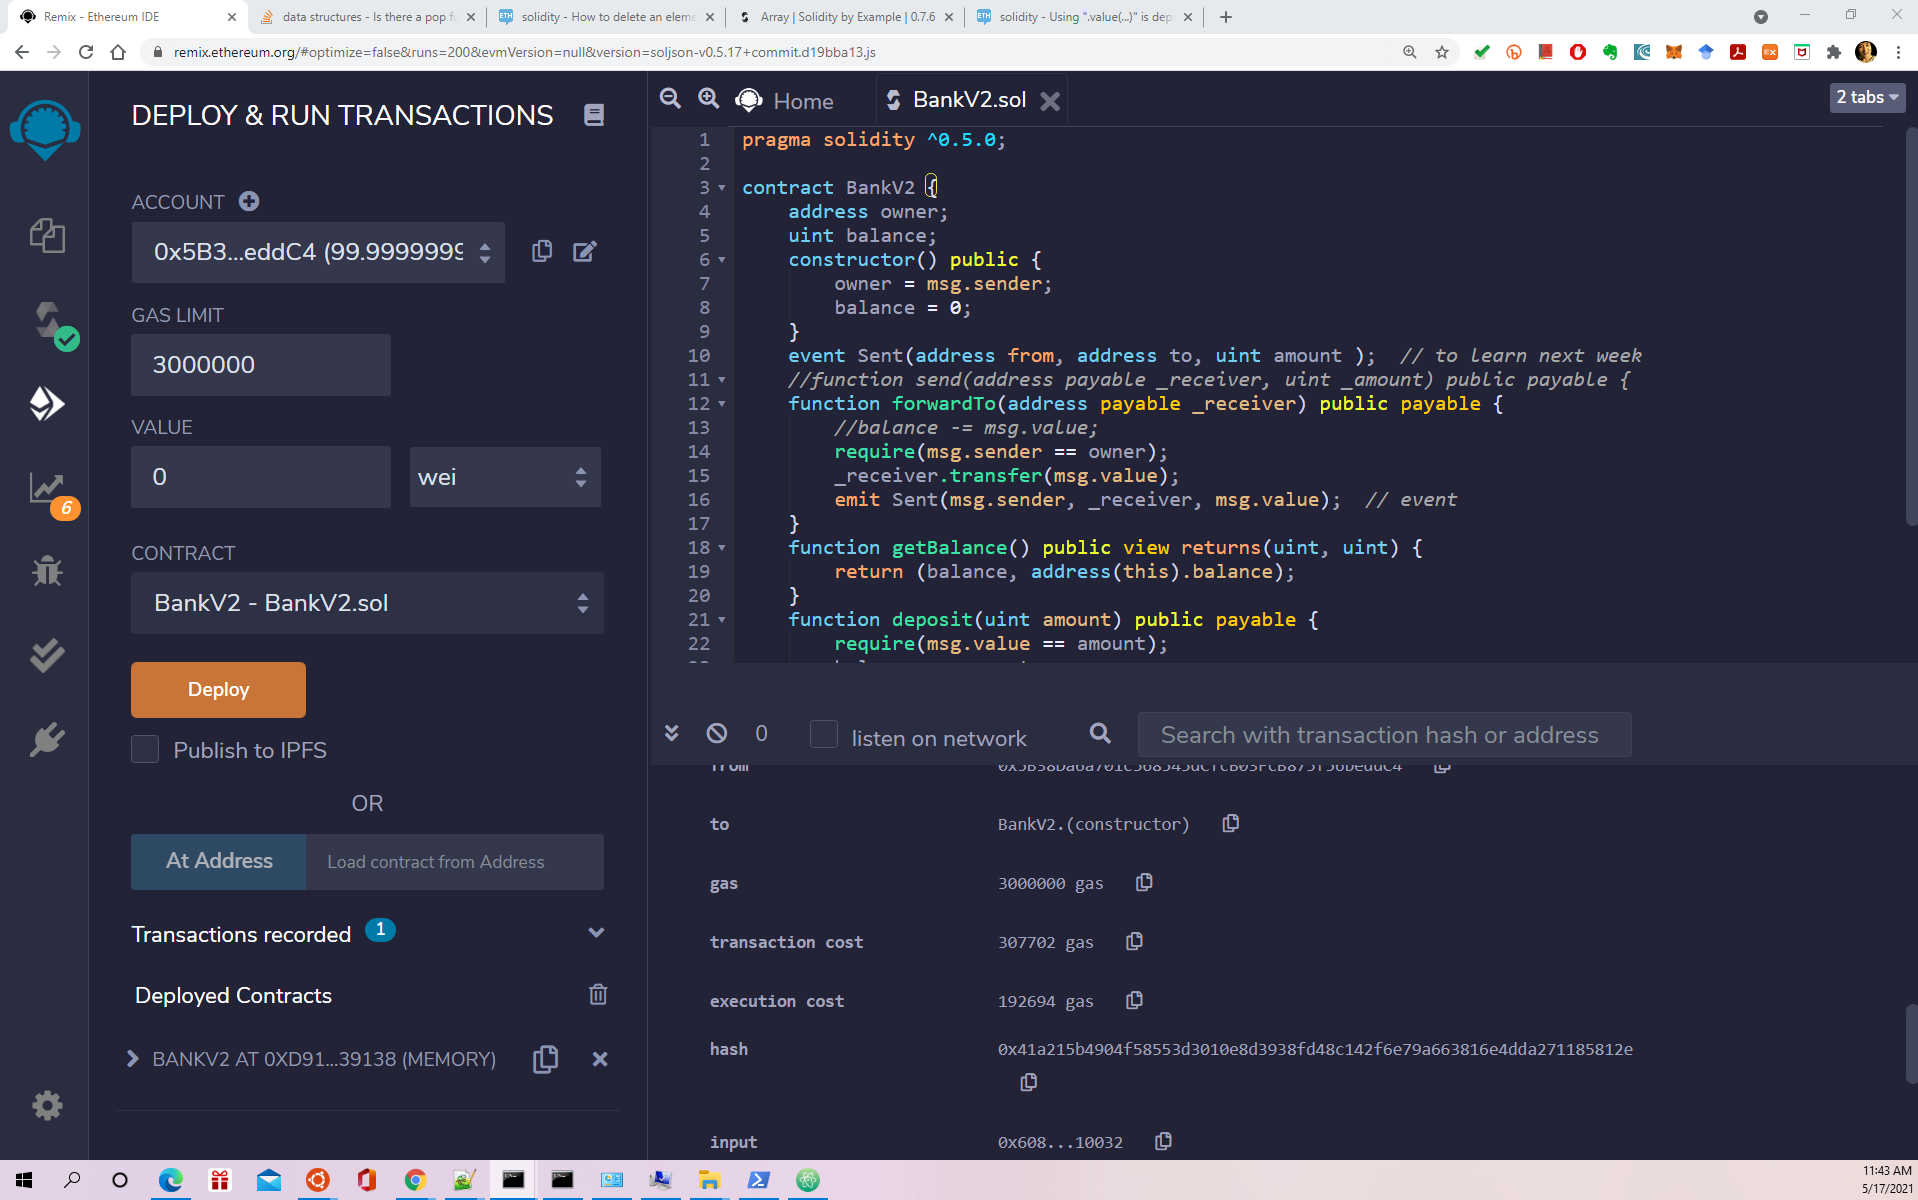 Remix - Ethereum IDE
data structures - Is there a pop fu
solidity - How to delete an eleme
Array | Solidity by Example | 0.7.6
solidity - Using ".value(...)" is dep
remix.ethereum.org/#optimize=false&runs=200&evmVersion=null&version=soljson-v0.5.17+commit.d19bba13.js
DEPLOY & RUN TRANSACTIONS
ACCOUNT
0x5B3...eddC4 (99.9999999
GAS LIMIT
3000000
VALUE
0
wei
CONTRACT
BankV2 - BankV2.sol
Deploy
Publish to IPFS
OR
At Address
Load contract from Address
Transactions recorded 1
Deployed Contracts
BANKV2 AT 0XD91...39138 (MEMORY)
6
Home
BankV2.sol
2 tabs
1 pragma solidity ^0.5.0;
2
3 contract BankV2 {
4 address owner;
5 uint balance;
6 constructor() public {
7 owner = msg.sender;
8 balance = 0;
9 }
10 event Sent(address from, address to, uint amount ); // to learn next week
11 //function send(address payable _receiver, uint _amount) public payable {
12 function forwardTo(address payable _receiver) public payable {
13 //balance -= msg.value;
14 require(msg.sender == owner);
15 _receiver.transfer(msg.value);
16 emit Sent(msg.sender, _receiver, msg.value); // event
17 }
18 function getBalance() public view returns(uint, uint) {
19 return (balance, address(this).balance);
20 }
21 function deposit(uint amount) public payable {
22 require(msg.value == amount);
0
listen on network
Search with transaction hash or address
from
to BankV2.(constructor)
gas 3000000 gas
transaction cost 307702 gas
execution cost 192694 gas
hash 0x41a215b4904f58553d3010e8d3938fd48c142f6e79a663816e4dda271185812e
input 0x608...10032
11:43 AM
5/17/2021